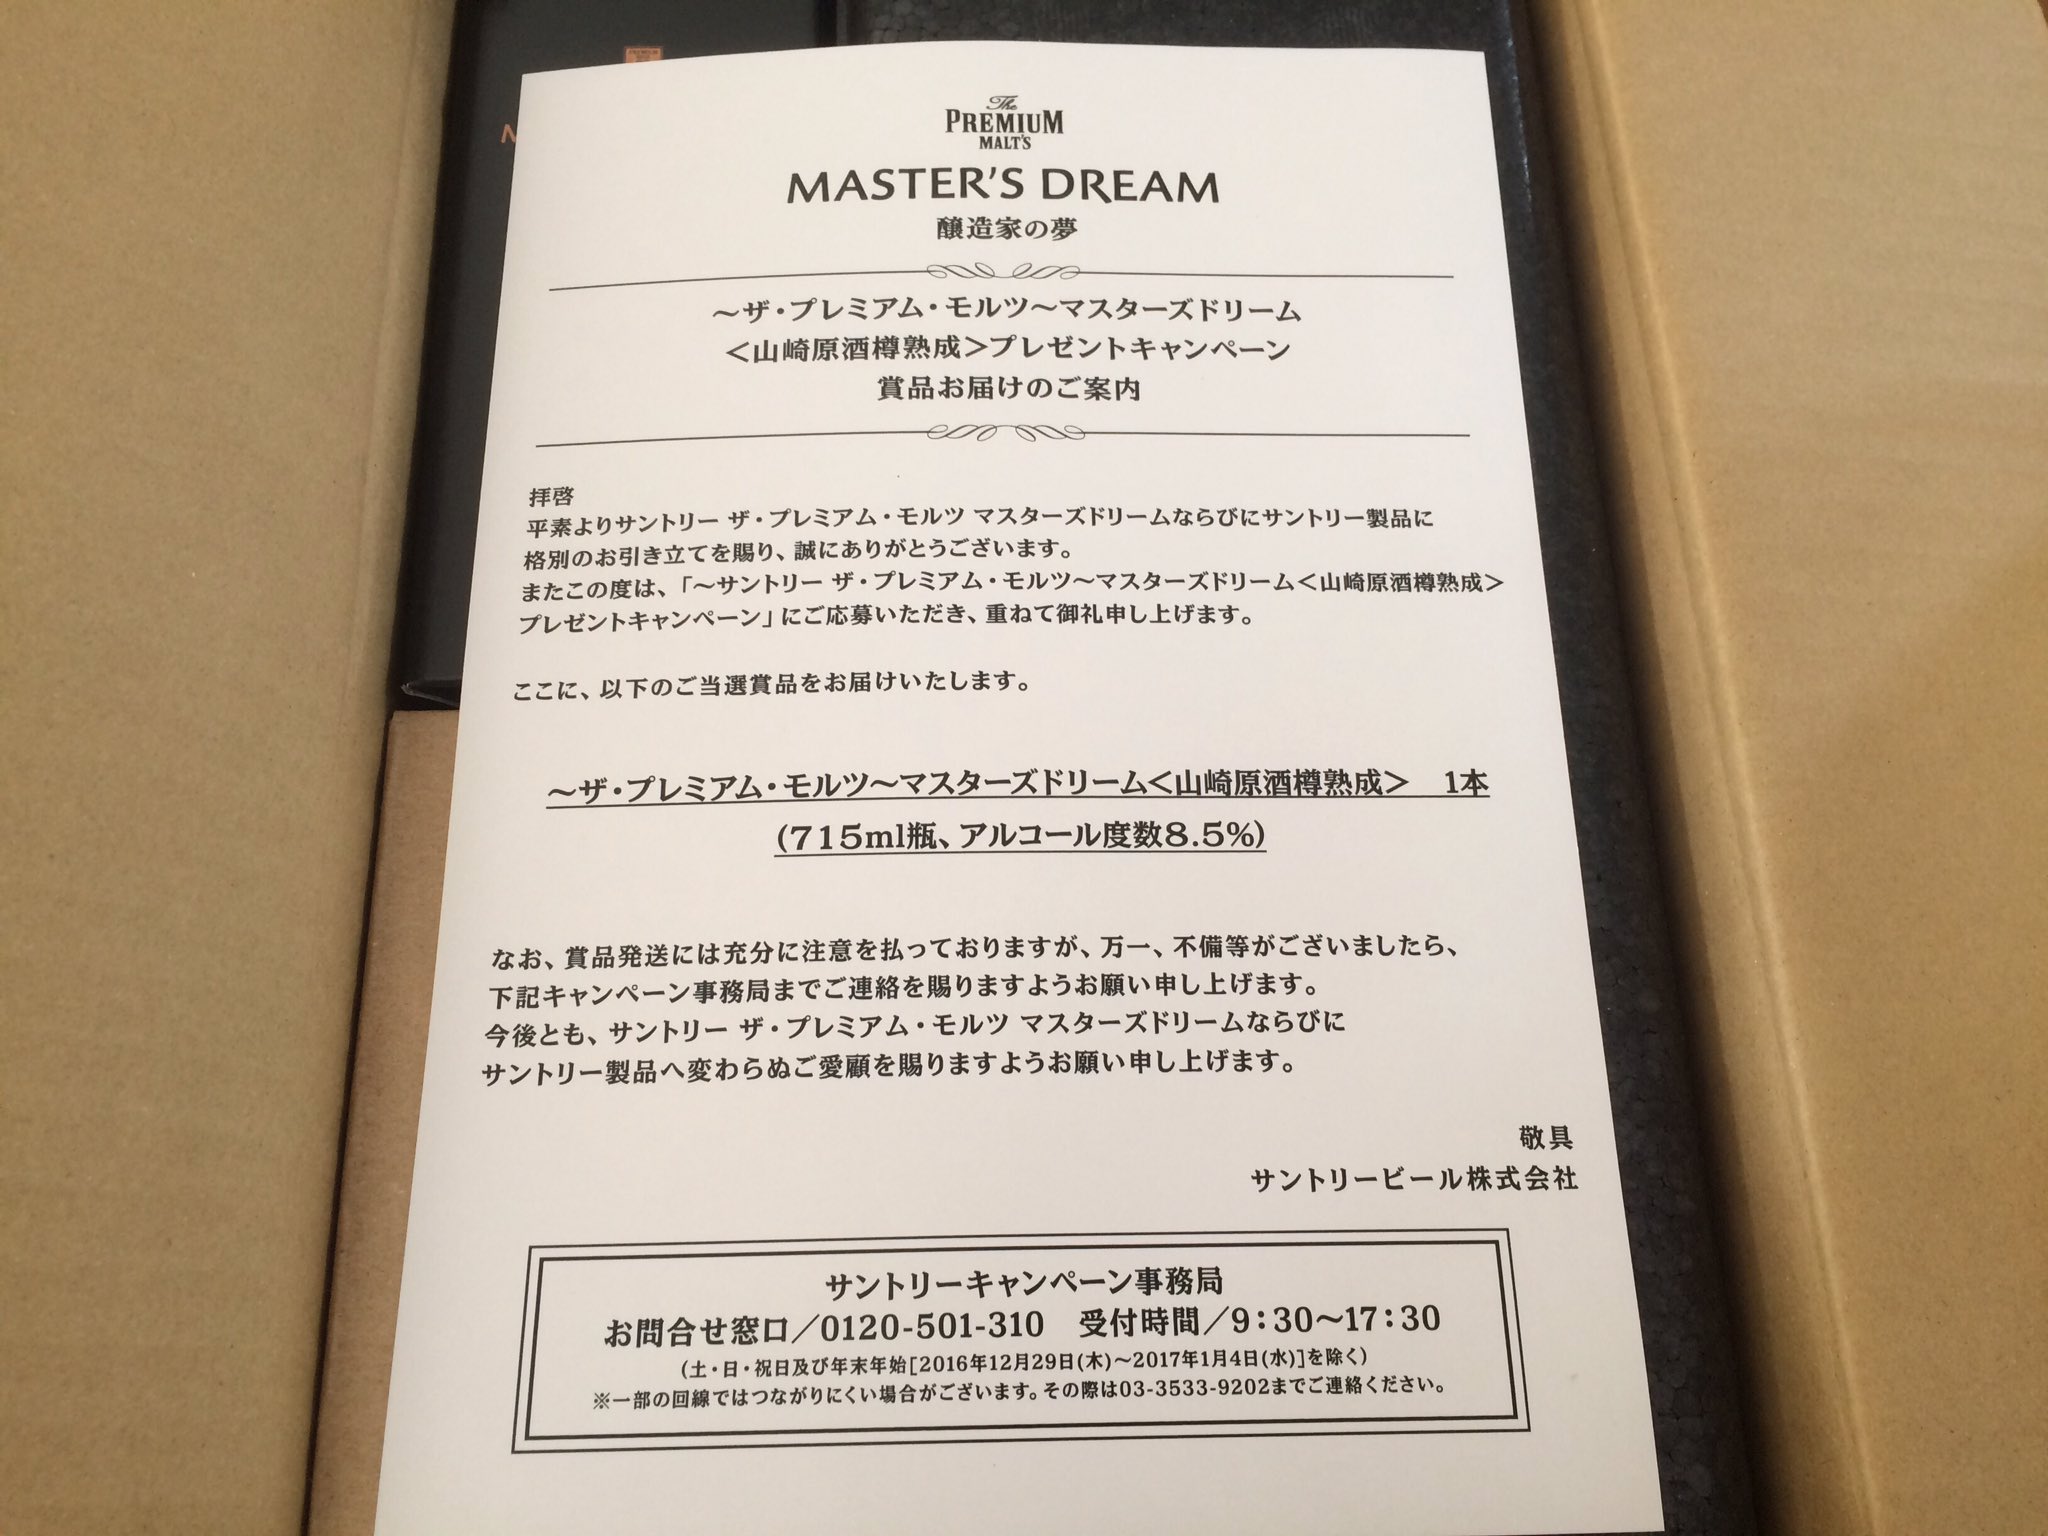 The
PREMIUM
MALT'S
MASTER'S DREAM
醸造家の夢
～ザ・プレミアム・モルツ～マスターズドリーム
＜山崎原酒樽熟成＞プレゼントキャンペーン
賞品お届けのご案内
拝啓
平素よりサントリー ザ・プレミアム・モルツ マスターズドリームならびにサントリー製品に
格別のお引き立てを賜り、誠にありがとうございます。
またこの度は、「～サントリー ザ・プレミアム・モルツ～マスターズドリーム＜山崎原酒樽熟成＞
プレゼントキャンペーン」にご応募いただき、重ねて御礼申し上げます。
ここに、以下のご当選賞品をお届けいたします。
～ザ・プレミアム・モルツ～マスターズドリーム＜山崎原酒樽熟成＞　1本
(715ml瓶、アルコール度数8.5%)
なお、賞品発送には充分に注意を払っておりますが、万一、不備等がございましたら、
下記キャンペーン事務局までご連絡を賜りますようお願い申し上げます。
今後とも、サントリー ザ・プレミアム・モルツ マスターズドリームならびに
サントリー製品へ変わらぬご愛顧を賜りますようお願い申し上げます。
敬具
サントリービール株式会社
サントリーキャンペーン事務局
お問合せ窓口／0120-501-310　受付時間／9：30～17：30
(土・日・祝日及び年末年始[2016年12月29日(木)～2017年1月4日(水)]を除く)
※一部の回線ではつながりにくい場合がございます。その際は03-3533-9202までご連絡ください。